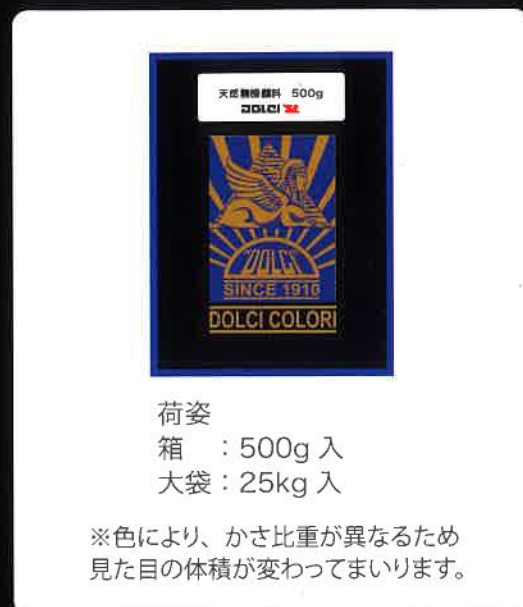 天然無機顔料 500g
DOLCI
DOLCI
SINCE 1910
DOLCI COLORI
荷姿
箱 ：500g 入
大袋：25kg 入
※色により、かさ比重が異なるため
見た目の体積が変わってまいります。